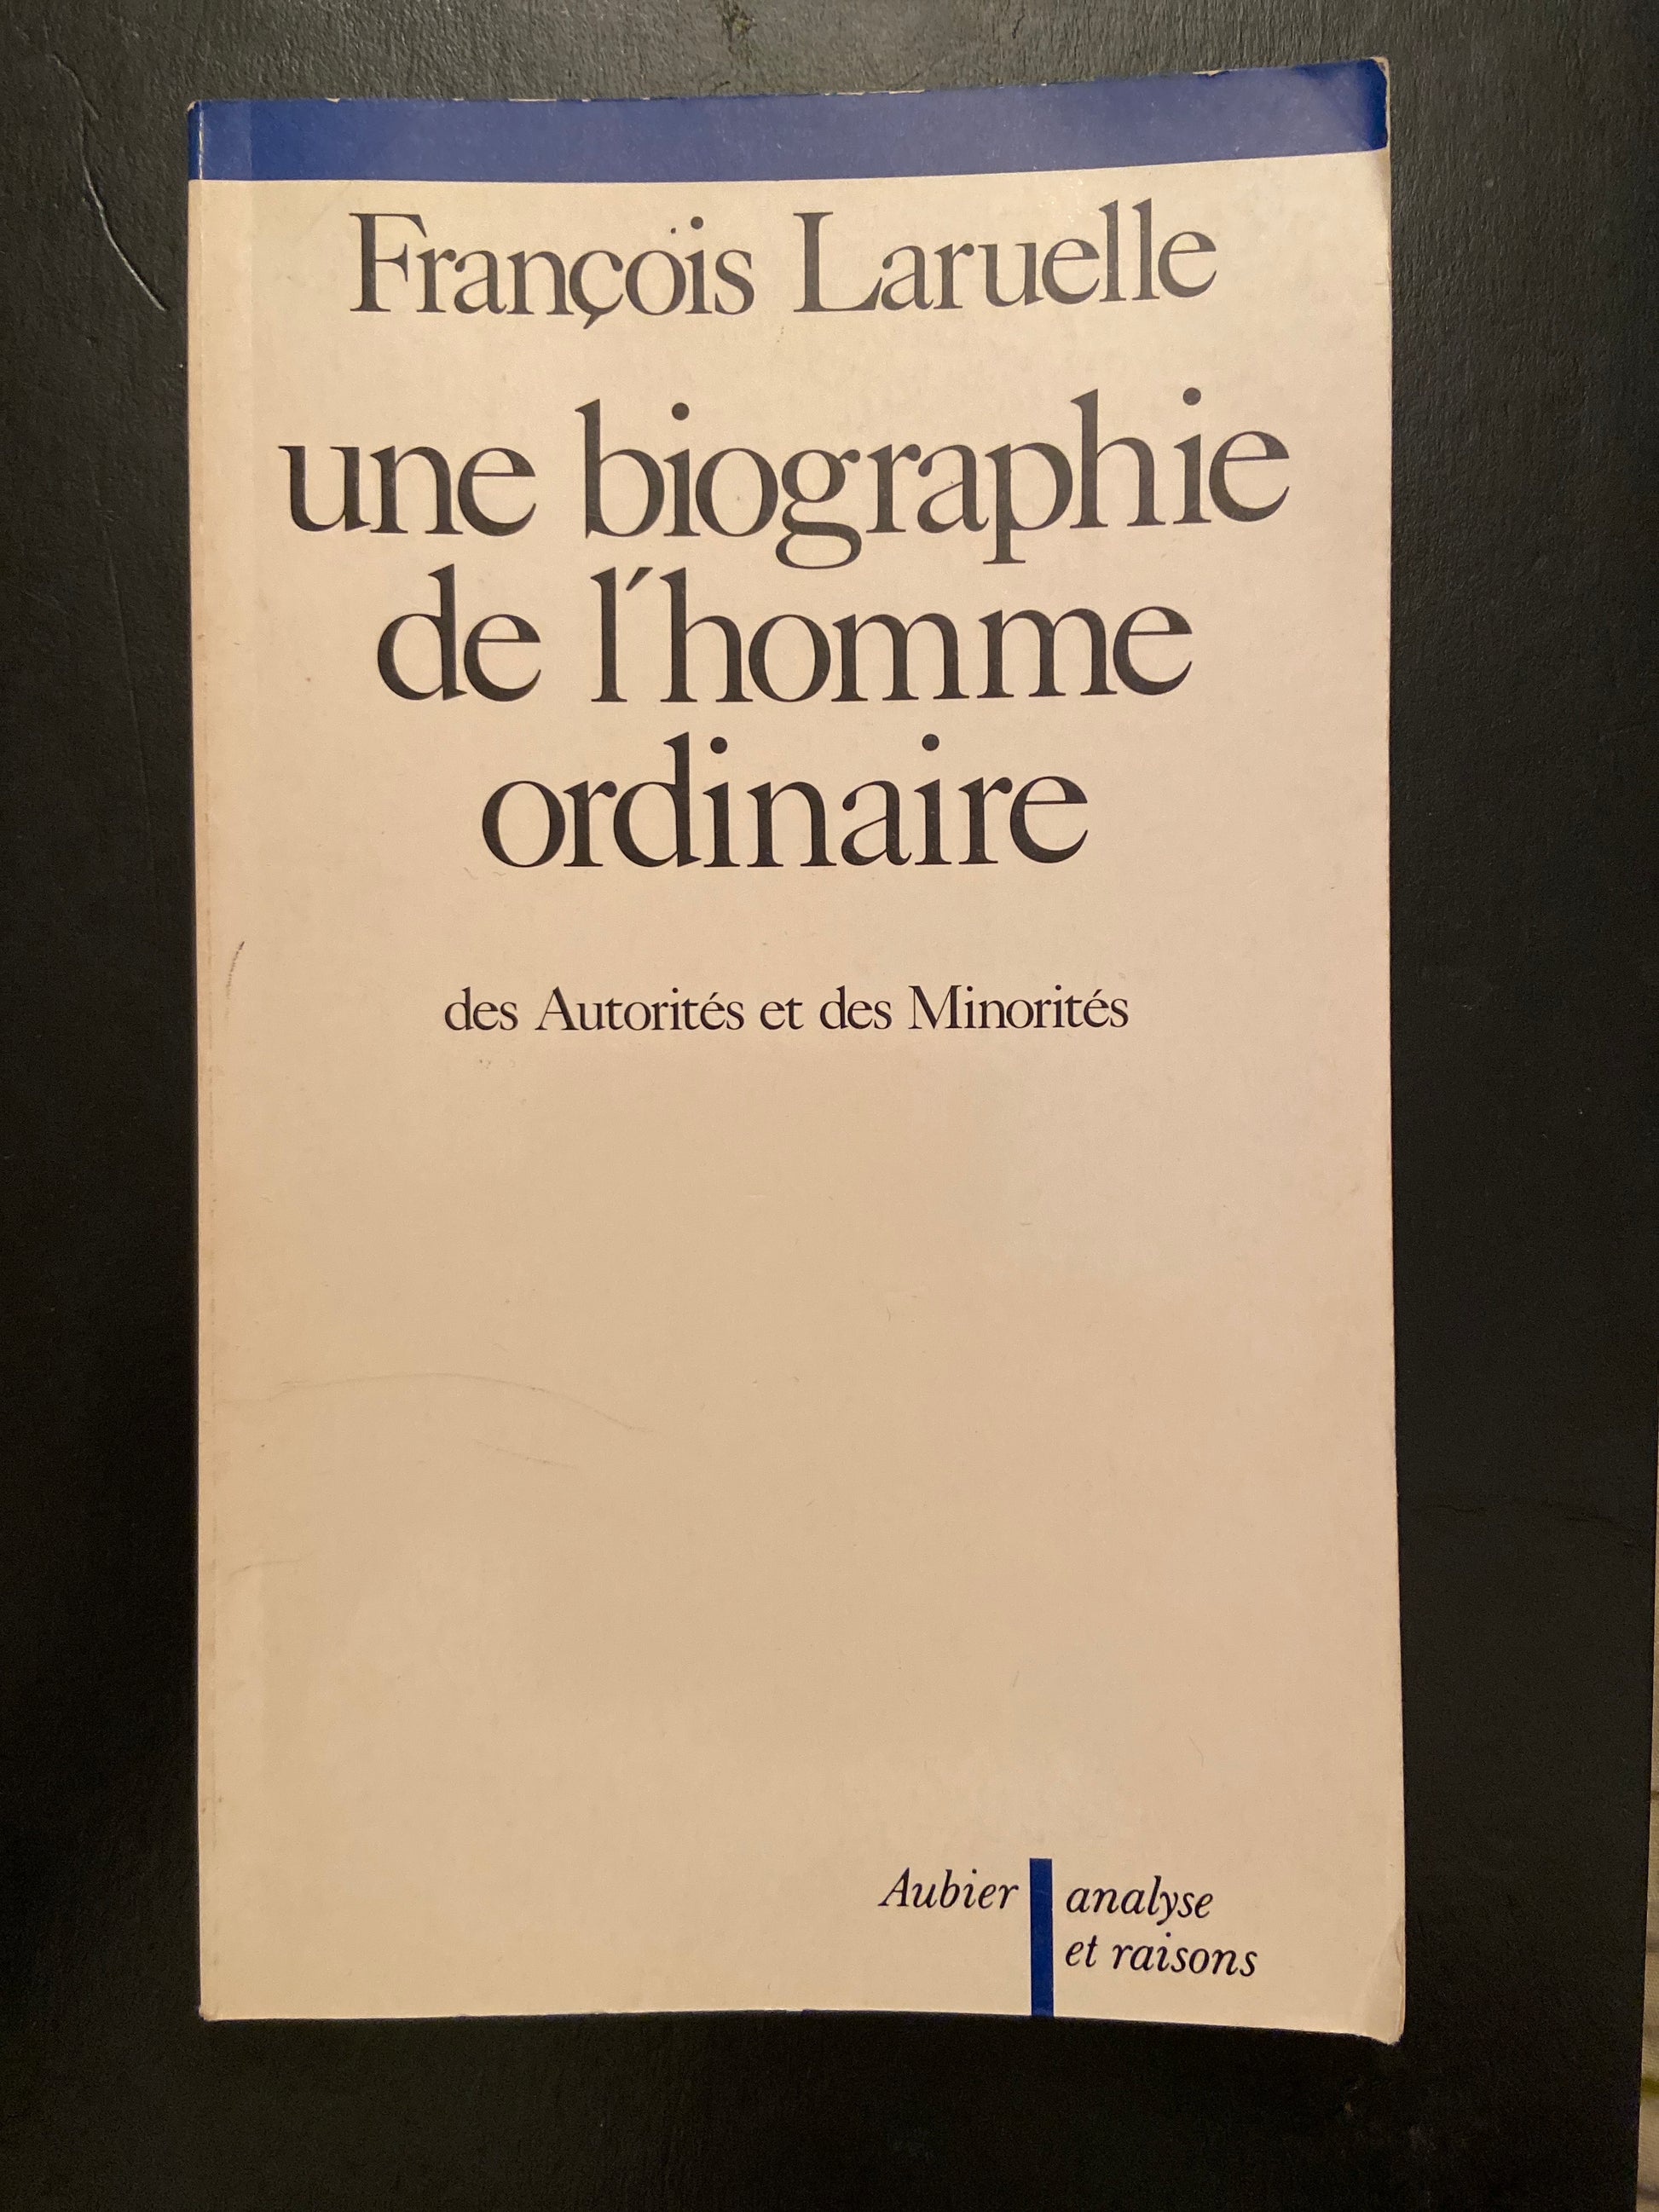 François Laruelle
une biographie
de l'homme
ordinaire
des Autorités et des Minorités
Aubier
analyse
et raisons